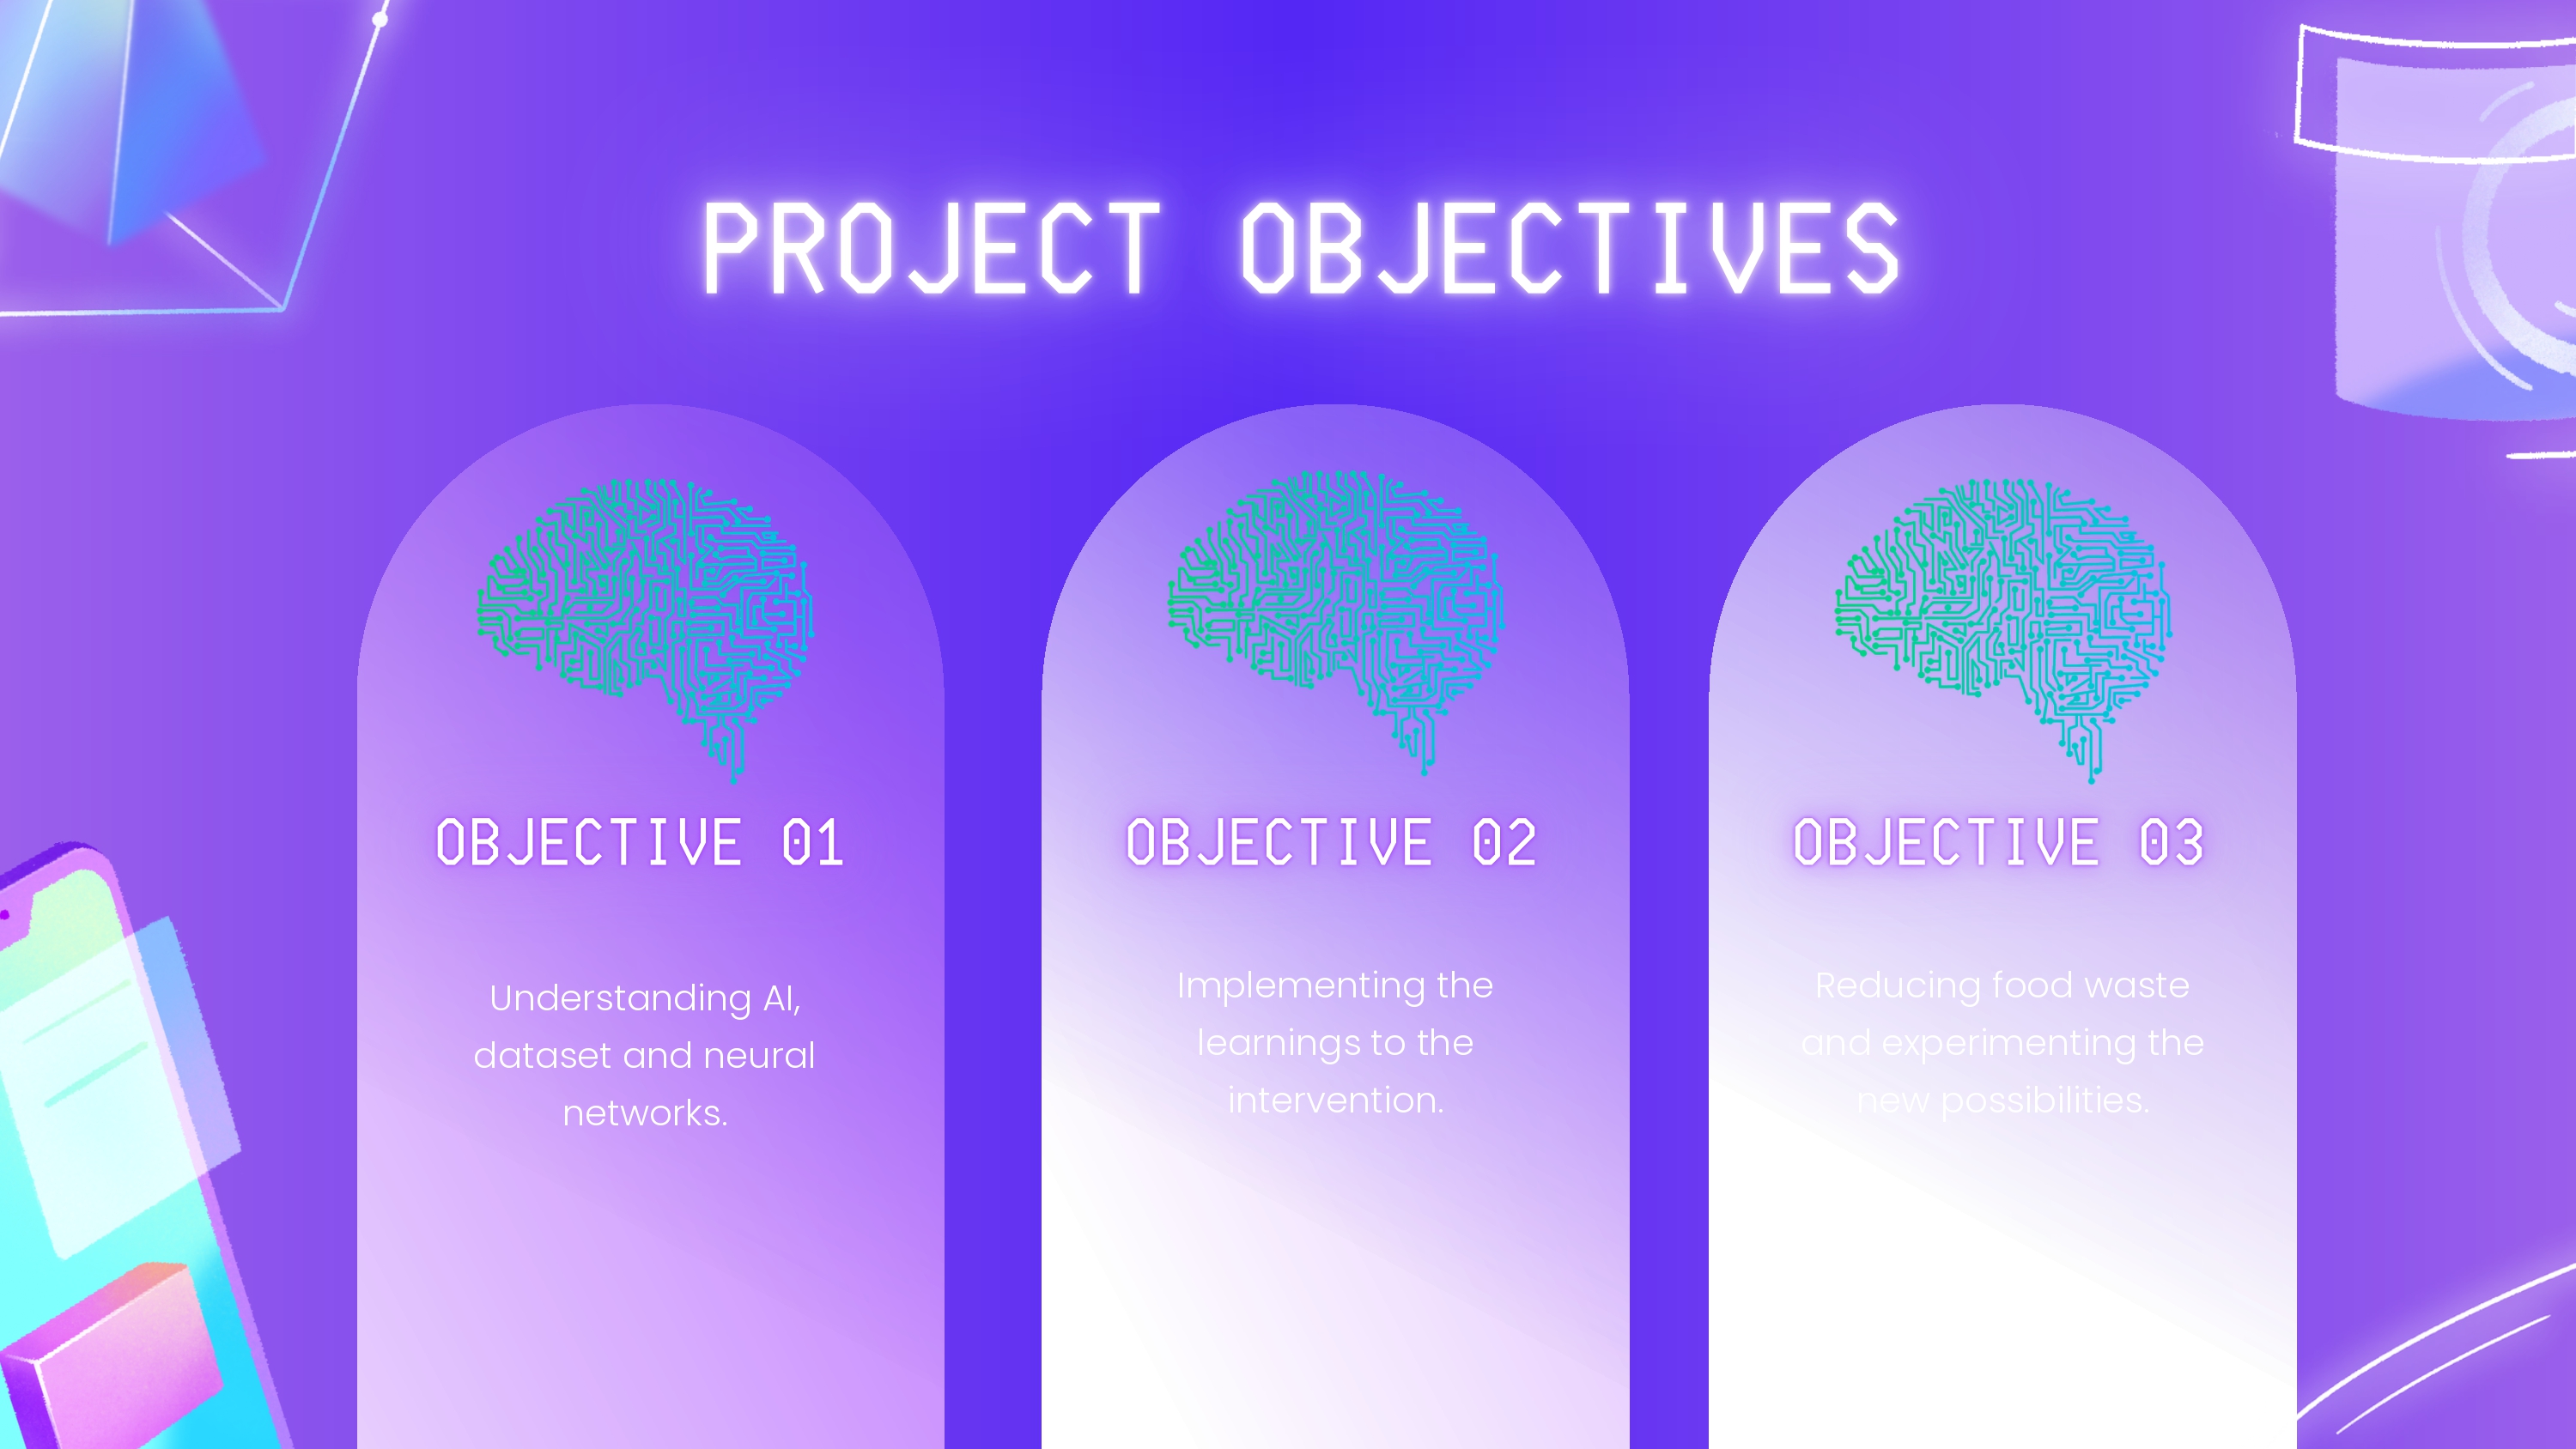 PROJECT OBJECTIVES
OBJECTIVE 01
Understanding AI,
dataset and neural
networks.
OBJECTIVE 02
Implementing the
learnings to the
intervention.
OBJECTIVE 03
Reducing food waste
and experimenting the
new possibilities.